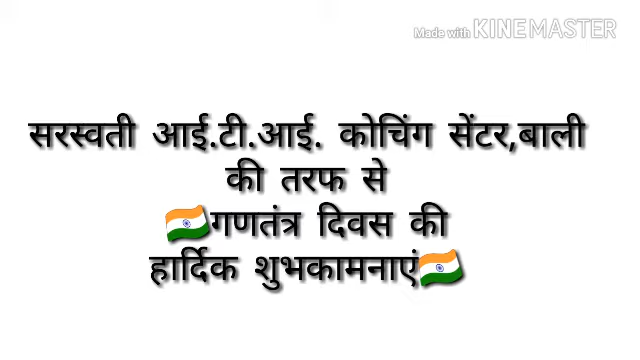 Made with KINEMASTER
सरस्वती आई.टी.आई. कोचिंग सेंटर,बाली
की तरफ से
🇮🇳गणतंत्र दिवस की
हार्दिक शुभकामनाएं🇮🇳